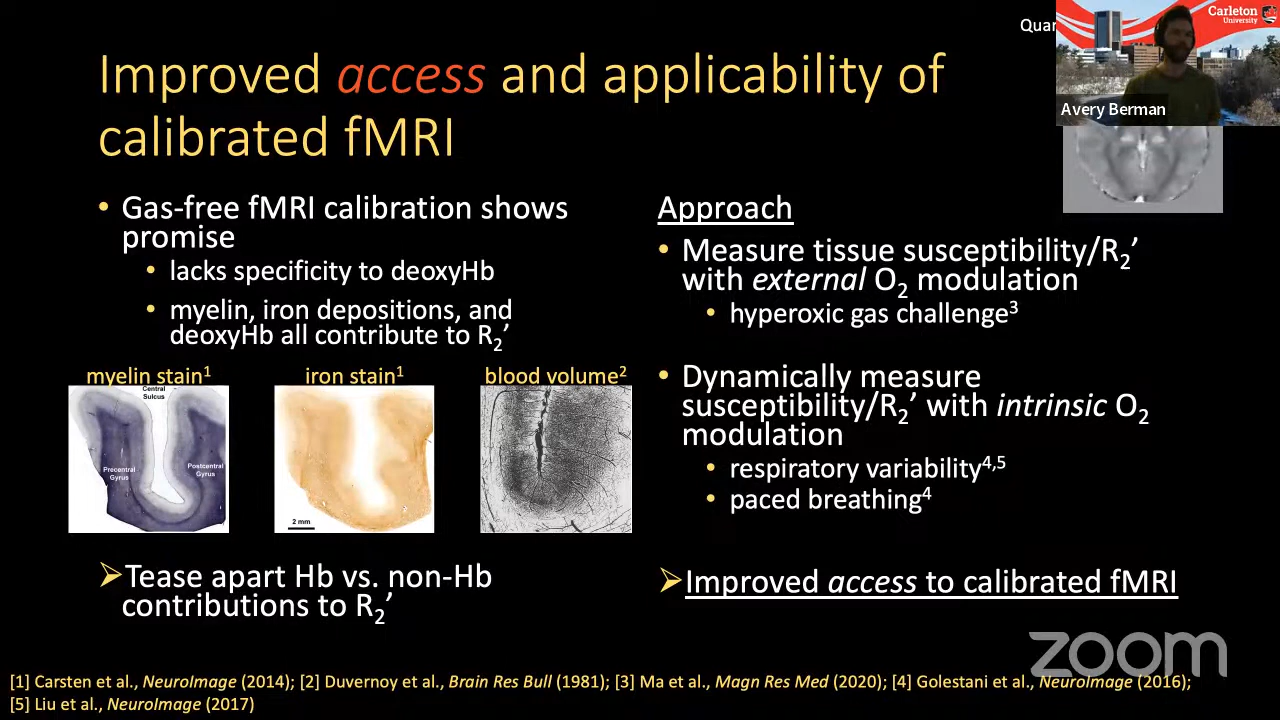 Improved access and applicability of
calibrated fMRI
Quar
Carleton
University
Avery Berman
• Gas-free fMRI calibration shows
promise
• lacks specificity to deoxyHb
• myelin, iron depositions, and
deoxyHb all contribute to R2’
myelin stain1
iron stain1
blood volume2
Central
Sulcus
Precentral
Gyrus
Postcentral
Gyrus
2 mm
➢Tease apart Hb vs. non-Hb
contributions to R2’
Approach
• Measure tissue susceptibility/R2’
with external O2 modulation
• hyperoxic gas challenge3
• Dynamically measure
susceptibility/R2’ with intrinsic O2
modulation
• respiratory variability4,5
• paced breathing4
➢Improved access to calibrated fMRI
zoom
[1] Carsten et al., NeuroImage (2014); [2] Duvernoy et al., Brain Res Bull (1981); [3] Ma et al., Magn Res Med (2020); [4] Golestani et al., NeuroImage (2016);
[5] Liu et al., NeuroImage (2017)